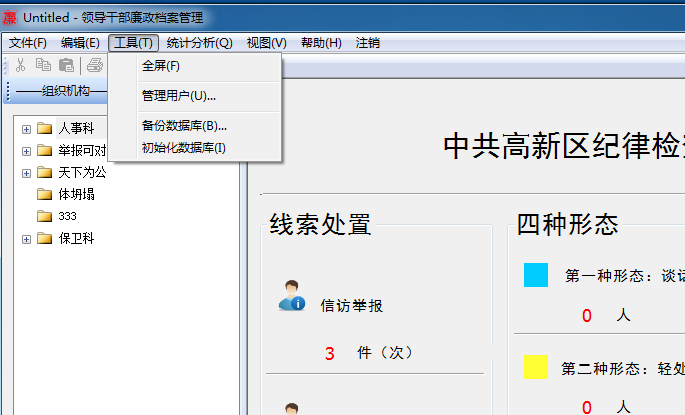 廉 Untitled - 领导干部廉政档案管理
文件(F) 编辑(E) 工具(T) 统计分析(Q) 视图(V) 帮助(H) 注销
全屏(F)
管理用户(U)...
备份数据库(B)...
初始化数据库(I)
组织机构
人事科
举报可对
天下为公
体坍塌
333
保卫科
中共高新区纪律检
线索处置
信访举报
3 件（次）
四种形态
第一种形态：谈
0 人
第二种形态：轻处
0 人